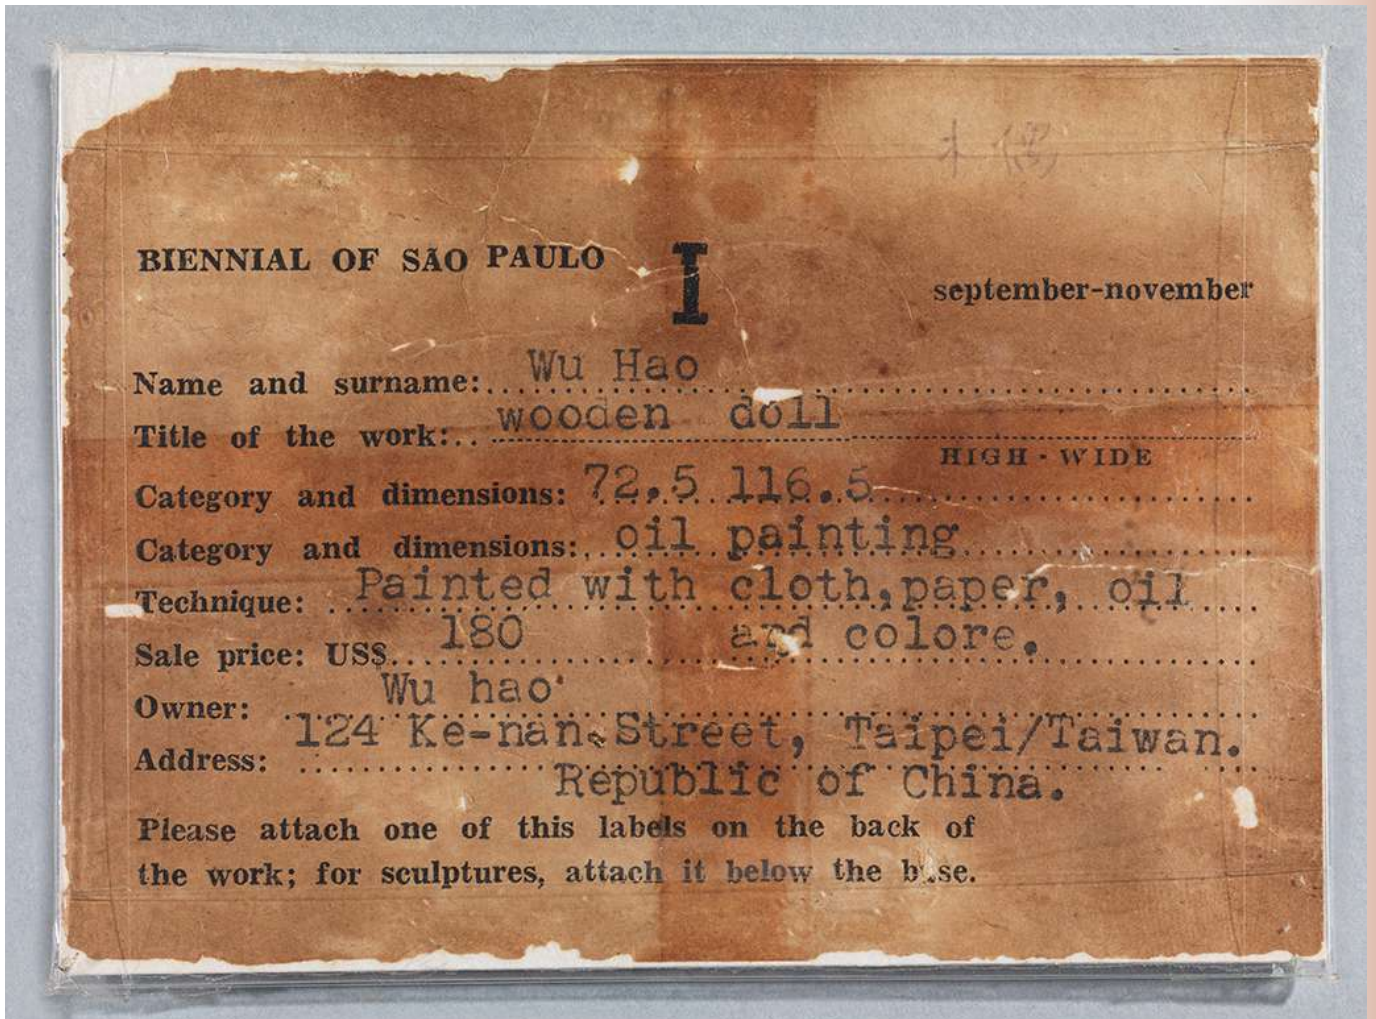 木偶
BIENNIAL OF SÃO PAULO I
september-november
Name and surname: Wu Hao
Title of the work: wooden doll
HIGH · WIDE
Category and dimensions: 72.5 116.5
Category and dimensions: oil painting
Technique: Painted with cloth,paper, oil
Sale price: US$ 180 and colore.
Owner: Wu hao
Address: 124 Ke-nan Street, Taipei/Taiwan.
Republic of China.
Please attach one of this labels on the back of
the work; for sculptures, attach it below the base.